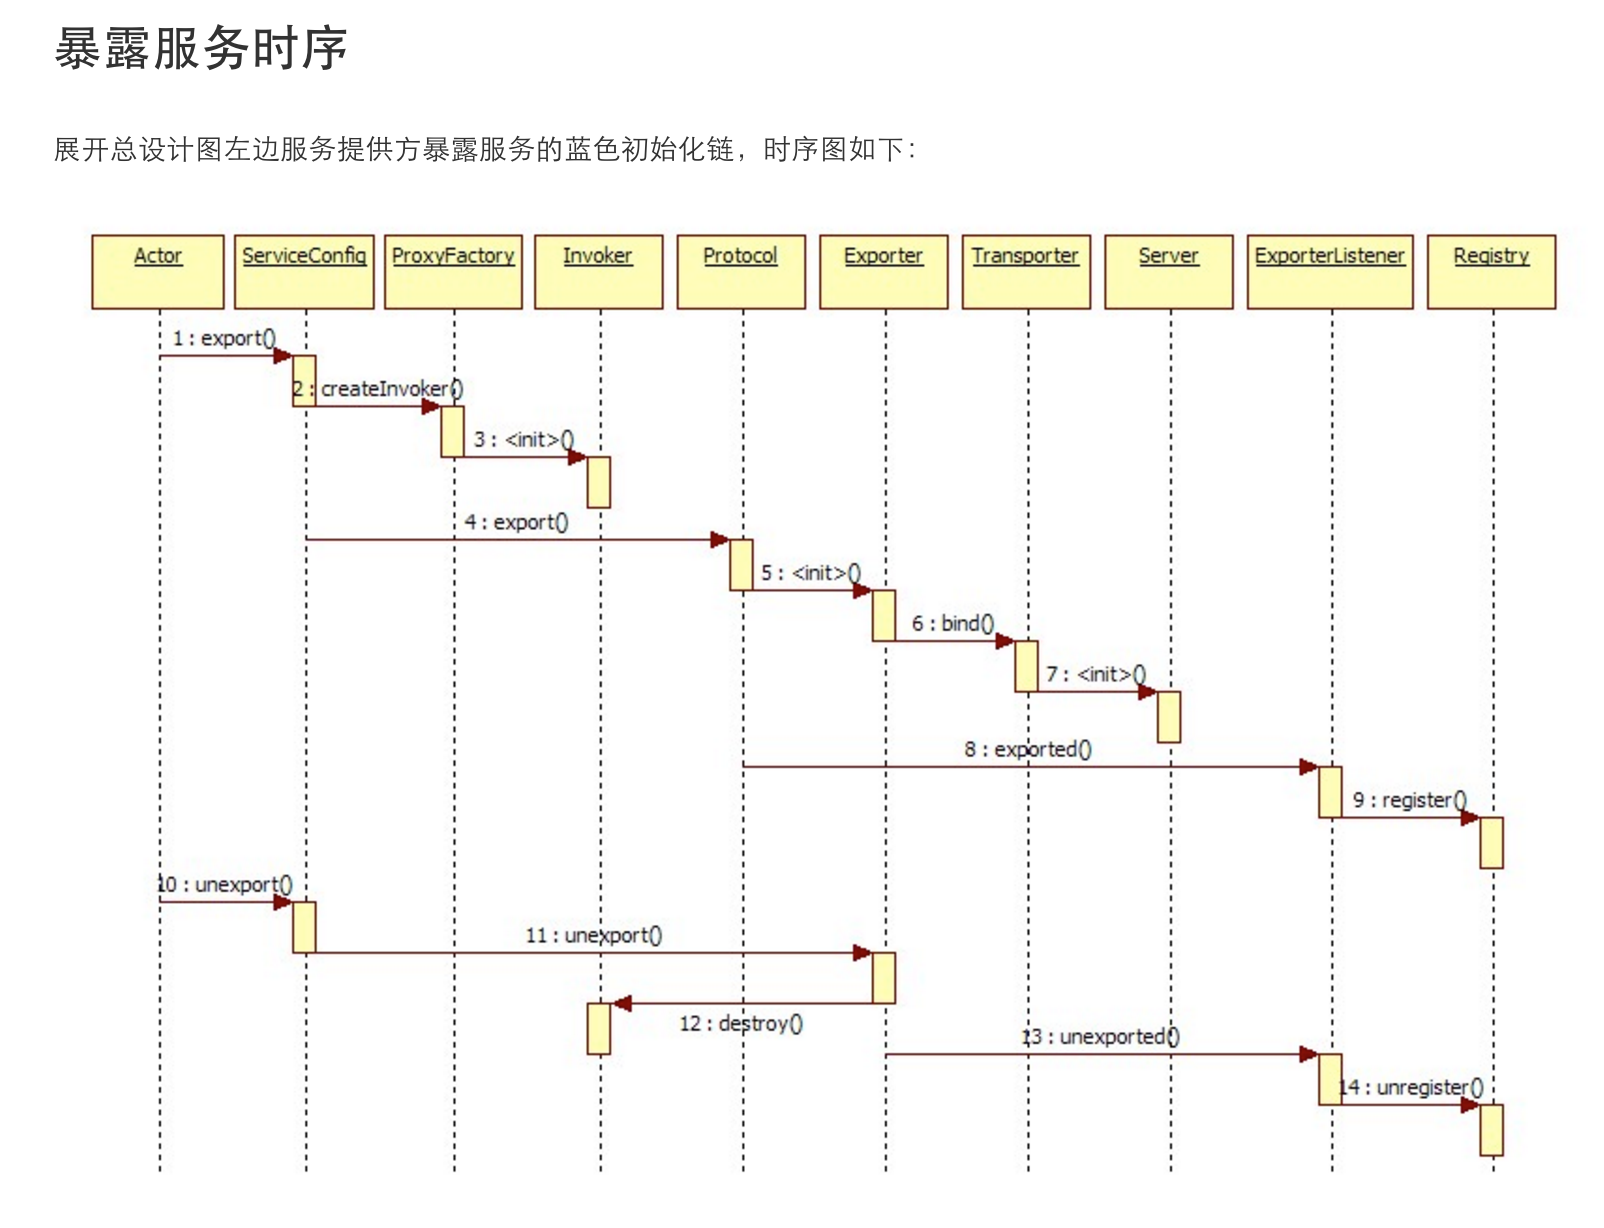 暴露服务时序
展开总设计图左边服务提供方暴露服务的蓝色初始化链，时序图如下：
Actor ServiceConfig ProxyFactory Invoker Protocol Exporter Transporter Server ExporterListener Registry
1 : export()
2 : createInvoker()
3 : <init>()
4 : export()
5 : <init>()
6 : bind()
7 : <init>()
8 : exported()
9 : register()
10 : unexport()
11 : unexport()
12 : destroy()
13 : unexported()
14 : unregister()